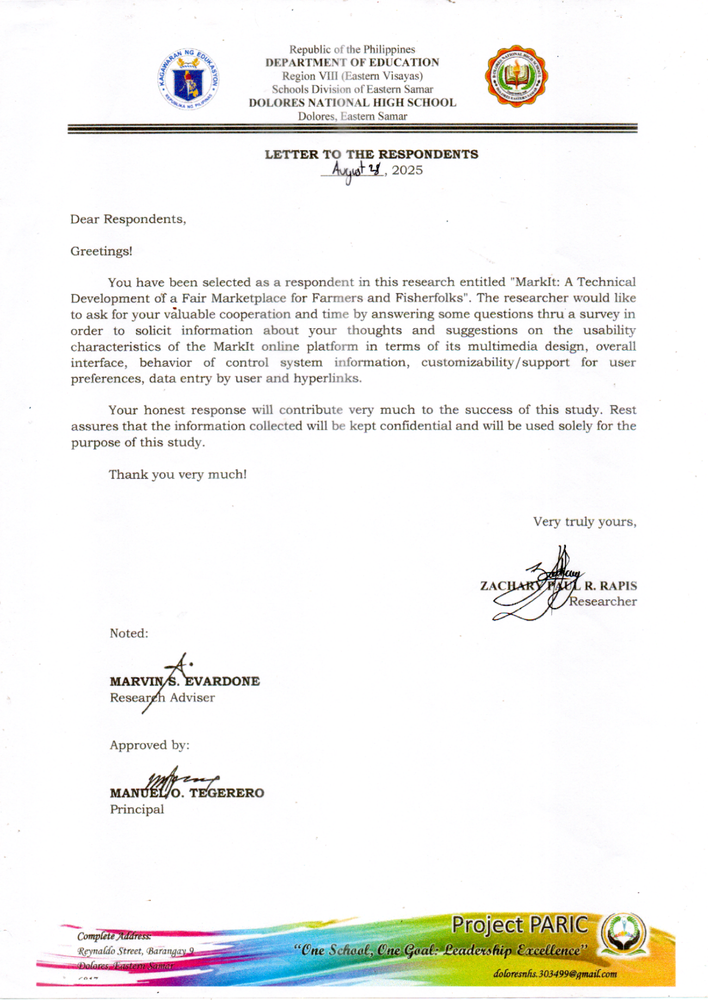 Republic of the Philippines
DEPARTMENT OF EDUCATION
Region VIII (Eastern Visayas)
Schools Division of Eastern Samar
DOLORES NATIONAL HIGH SCHOOL
Dolores, Eastern Samar
KAGAWARAN NG EDUKASYON
REPUBLIKA NG PILIPINAS
DOLORES NATIONAL HIGH SCHOOL
DOLORES EASTERN SAMAR
LETTER TO THE RESPONDENTS
August 28, 2025
Dear Respondents,
Greetings!
You have been selected as a respondent in this research entitled "MarkIt: A Technical
Development of a Fair Marketplace for Farmers and Fisherfolks". The researcher would like
to ask for your valuable cooperation and time by answering some questions thru a survey in
order to solicit information about your thoughts and suggestions on the usability
characteristics of the MarkIt online platform in terms of its multimedia design, overall
interface, behavior of control system information, customizability/support for user
preferences, data entry by user and hyperlinks.
Your honest response will contribute very much to the success of this study. Rest
assures that the information collected will be kept confidential and will be used solely for the
purpose of this study.
Thank you very much!
Very truly yours,
ZACHARY PAUL R. RAPIS
Researcher
Noted:
MARVIN S. EVARDONE
Research Adviser
Approved by:
MANUEL O. TEGERERO
Principal
Complete Address:
Reynaldo Street, Barangay 9
Dolores, Eastern Samar
Project PARIC
“One School, One Goal: Leadership Excellence”
doloresnhs.303499@gmail.com